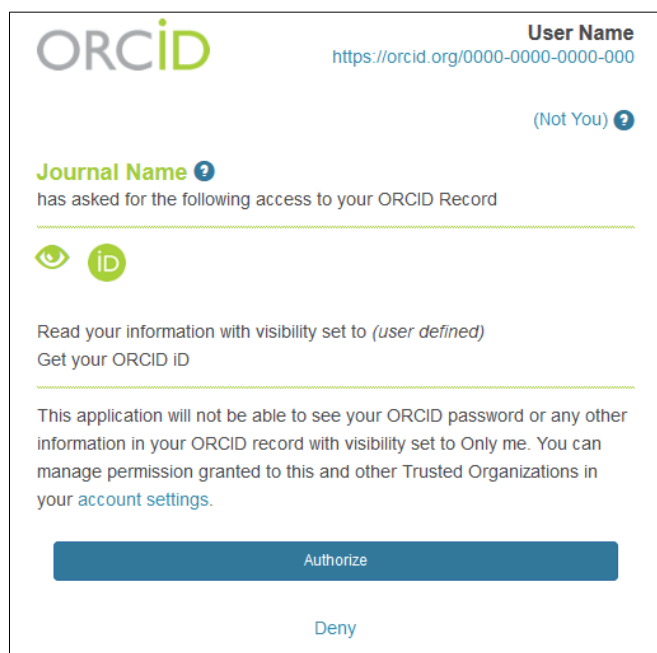 ORCID
User Name
https://orcid.org/0000-0000-0000-000
(Not You) ?
Journal Name ?
has asked for the following access to your ORCID Record
iD
Read your information with visibility set to (user defined)
Get your ORCID iD
This application will not be able to see your ORCID password or any other
information in your ORCID record with visibility set to Only me. You can
manage permission granted to this and other Trusted Organizations in
your account settings.
Authorize
Deny